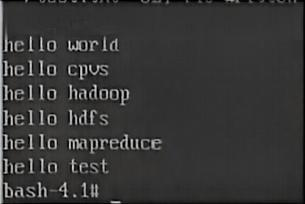 hello world
hello cpvs
hello hadoop
hello hdfs
hello mapreduce
hello test
bash-4.1# _